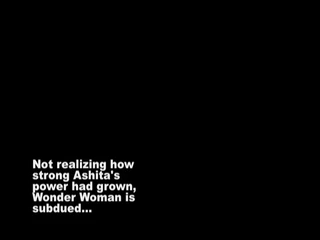 Not realizing how
strong Ashita's
power had grown,
Wonder Woman is
subdued...